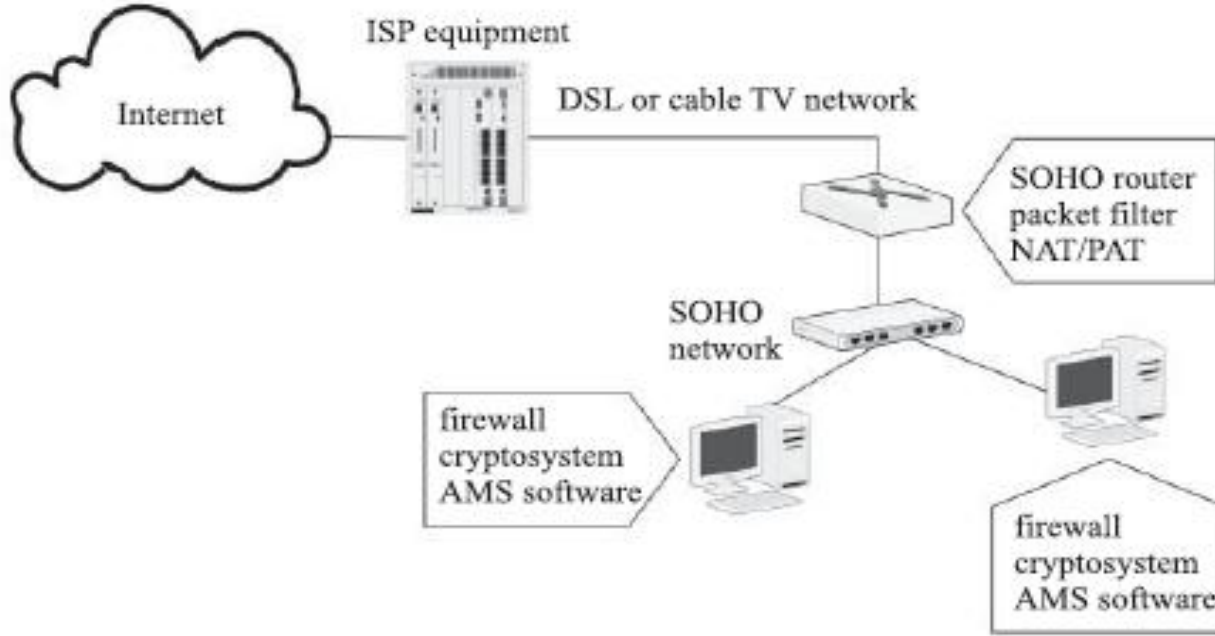 ISP equipment
Internet
DSL or cable TV network
SOHO router
packet filter
NAT/PAT
SOHO
network
firewall
cryptosystem
AMS software
firewall
cryptosystem
AMS software